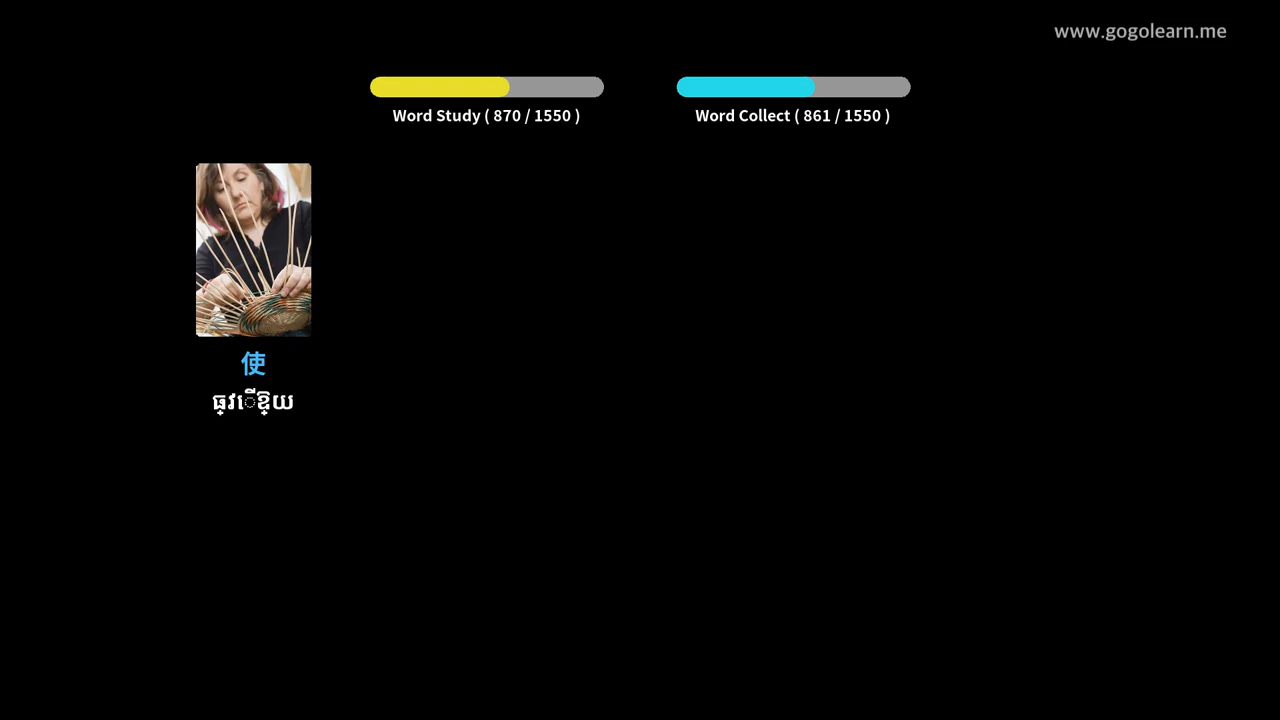 www.gogolearn.me
Word Study ( 870 / 1550 )
Word Collect ( 861 / 1550 )
使
ធ្វើឱ្យ